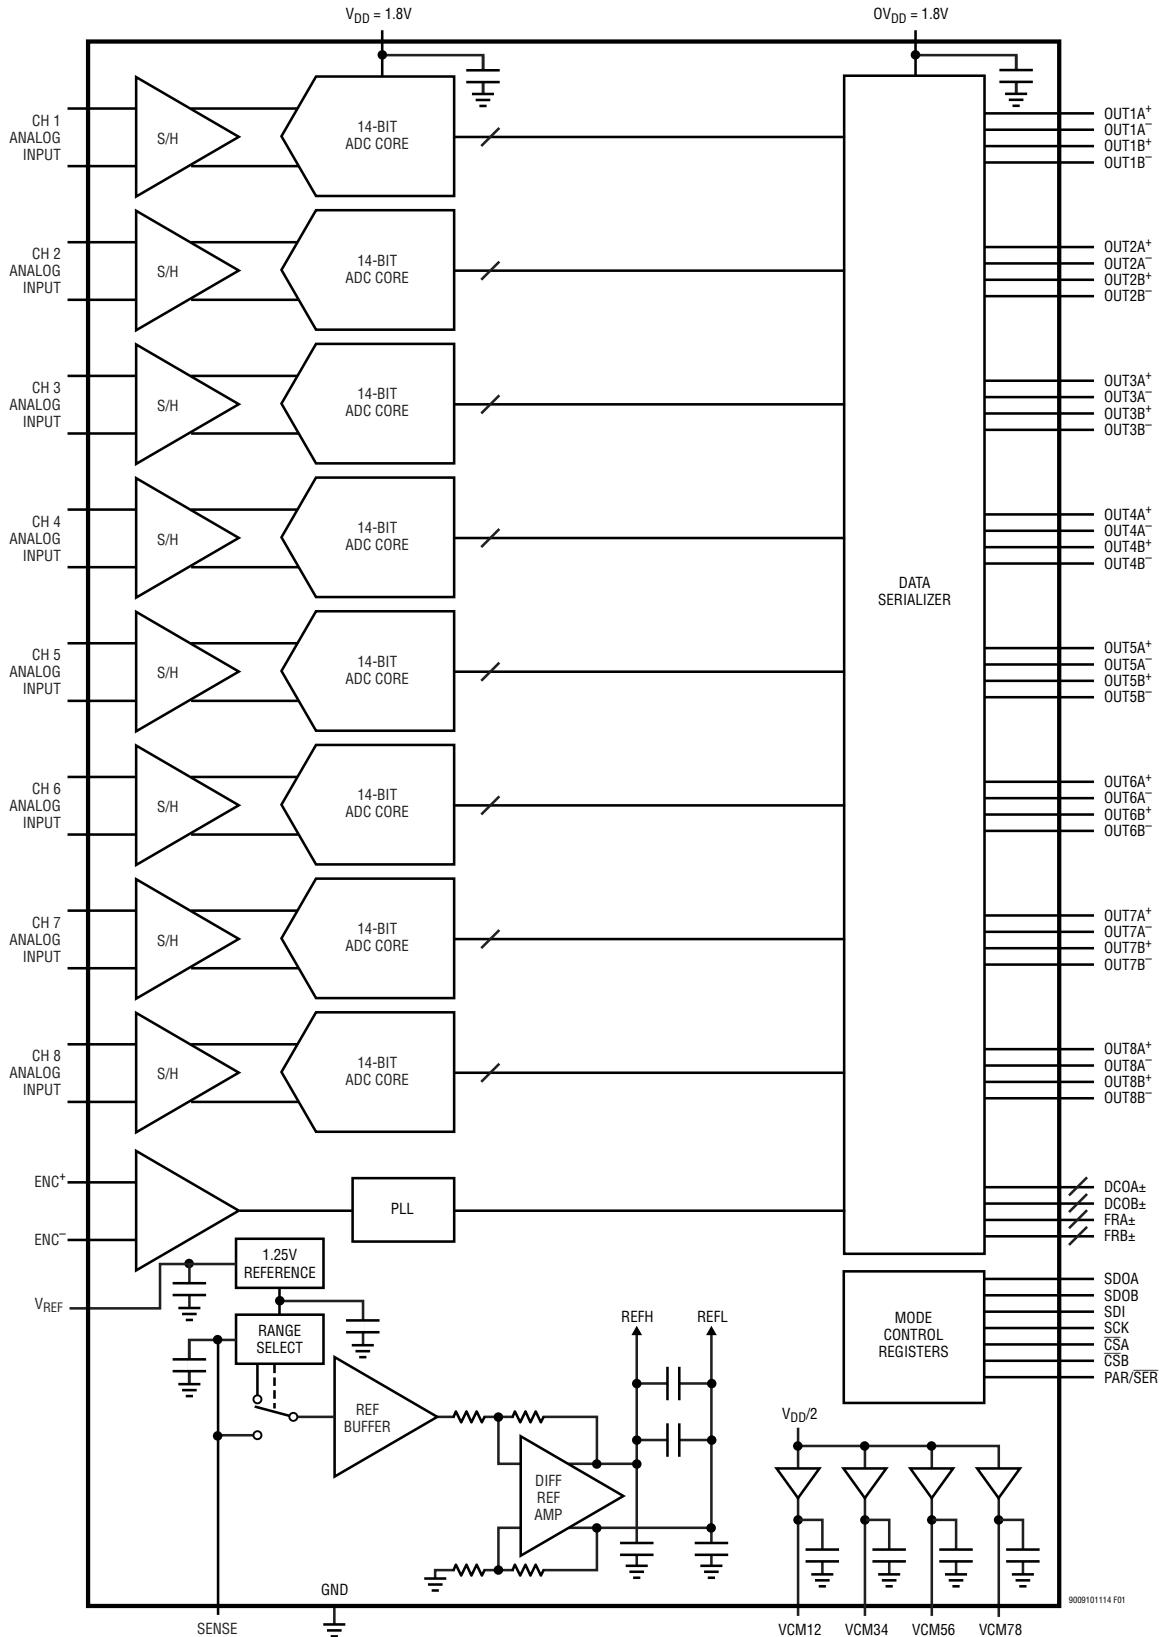 V_DD = 1.8V
OV_DD = 1.8V
CH 1
ANALOG
INPUT
S/H
14-BIT
ADC CORE
OUT1A+
OUT1A−
OUT1B+
OUT1B−
CH 2
ANALOG
INPUT
S/H
14-BIT
ADC CORE
OUT2A+
OUT2A−
OUT2B+
OUT2B−
CH 3
ANALOG
INPUT
S/H
14-BIT
ADC CORE
OUT3A+
OUT3A−
OUT3B+
OUT3B−
CH 4
ANALOG
INPUT
S/H
14-BIT
ADC CORE
OUT4A+
OUT4A−
OUT4B+
OUT4B−
DATA
SERIALIZER
CH 5
ANALOG
INPUT
S/H
14-BIT
ADC CORE
OUT5A+
OUT5A−
OUT5B+
OUT5B−
CH 6
ANALOG
INPUT
S/H
14-BIT
ADC CORE
OUT6A+
OUT6A−
OUT6B+
OUT6B−
CH 7
ANALOG
INPUT
S/H
14-BIT
ADC CORE
OUT7A+
OUT7A−
OUT7B+
OUT7B−
CH 8
ANALOG
INPUT
S/H
14-BIT
ADC CORE
OUT8A+
OUT8A−
OUT8B+
OUT8B−
ENC+
ENC−
PLL
DCOA±
DCOB±
FRA±
FRB±
1.25V
REFERENCE
V_REF
RANGE
SELECT
REFH
REFL
MODE
CONTROL
REGISTERS
SDOA
SDOB
SDI
SCK
C̅S̅A
C̅S̅B
PAR/S̅E̅R̅
REF
BUFFER
DIFF
REF
AMP
V_DD/2
GND
SENSE
VCM12
VCM34
VCM56
VCM78
9009101114 F01